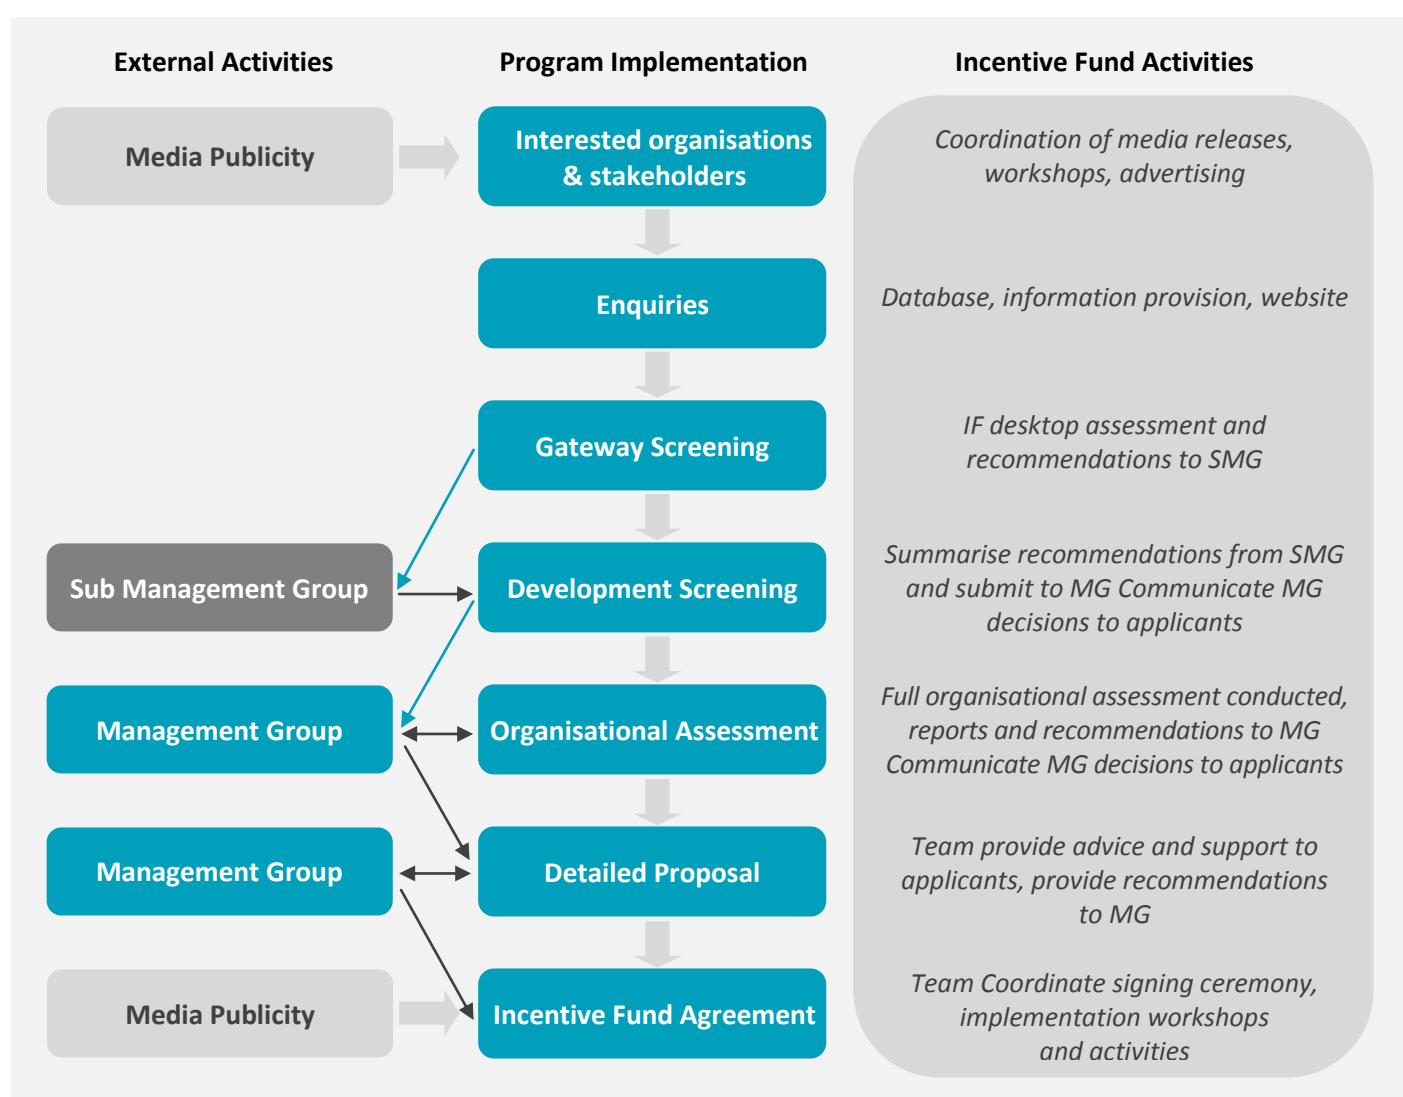 External Activities
Program Implementation
Incentive Fund Activities
Media Publicity
Interested organisations
& stakeholders
Coordination of media releases,
workshops, advertising
Enquiries
Database, information provision, website
Gateway Screening
IF desktop assessment and
recommendations to SMG
Sub Management Group
Development Screening
Summarise recommendations from SMG
and submit to MG Communicate MG
decisions to applicants
Management Group
Organisational Assessment
Full organisational assessment conducted,
reports and recommendations to MG
Communicate MG decisions to applicants
Management Group
Detailed Proposal
Team provide advice and support to
applicants, provide recommendations
to MG
Media Publicity
Incentive Fund Agreement
Team Coordinate signing ceremony,
implementation workshops
and activities